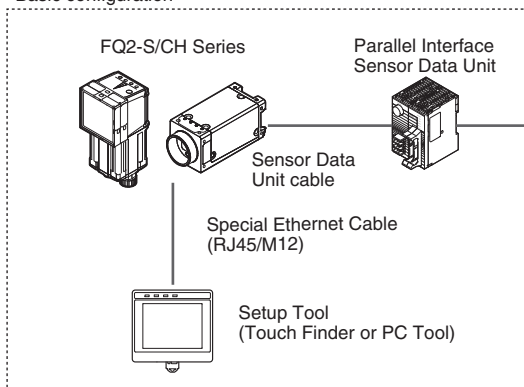 Basic configuration
FQ2-S/CH Series
Parallel Interface
Sensor Data Unit
Sensor Data
Unit cable
Special Ethernet Cable
(RJ45/M12)
Setup Tool
(Touch Finder or PC Tool)